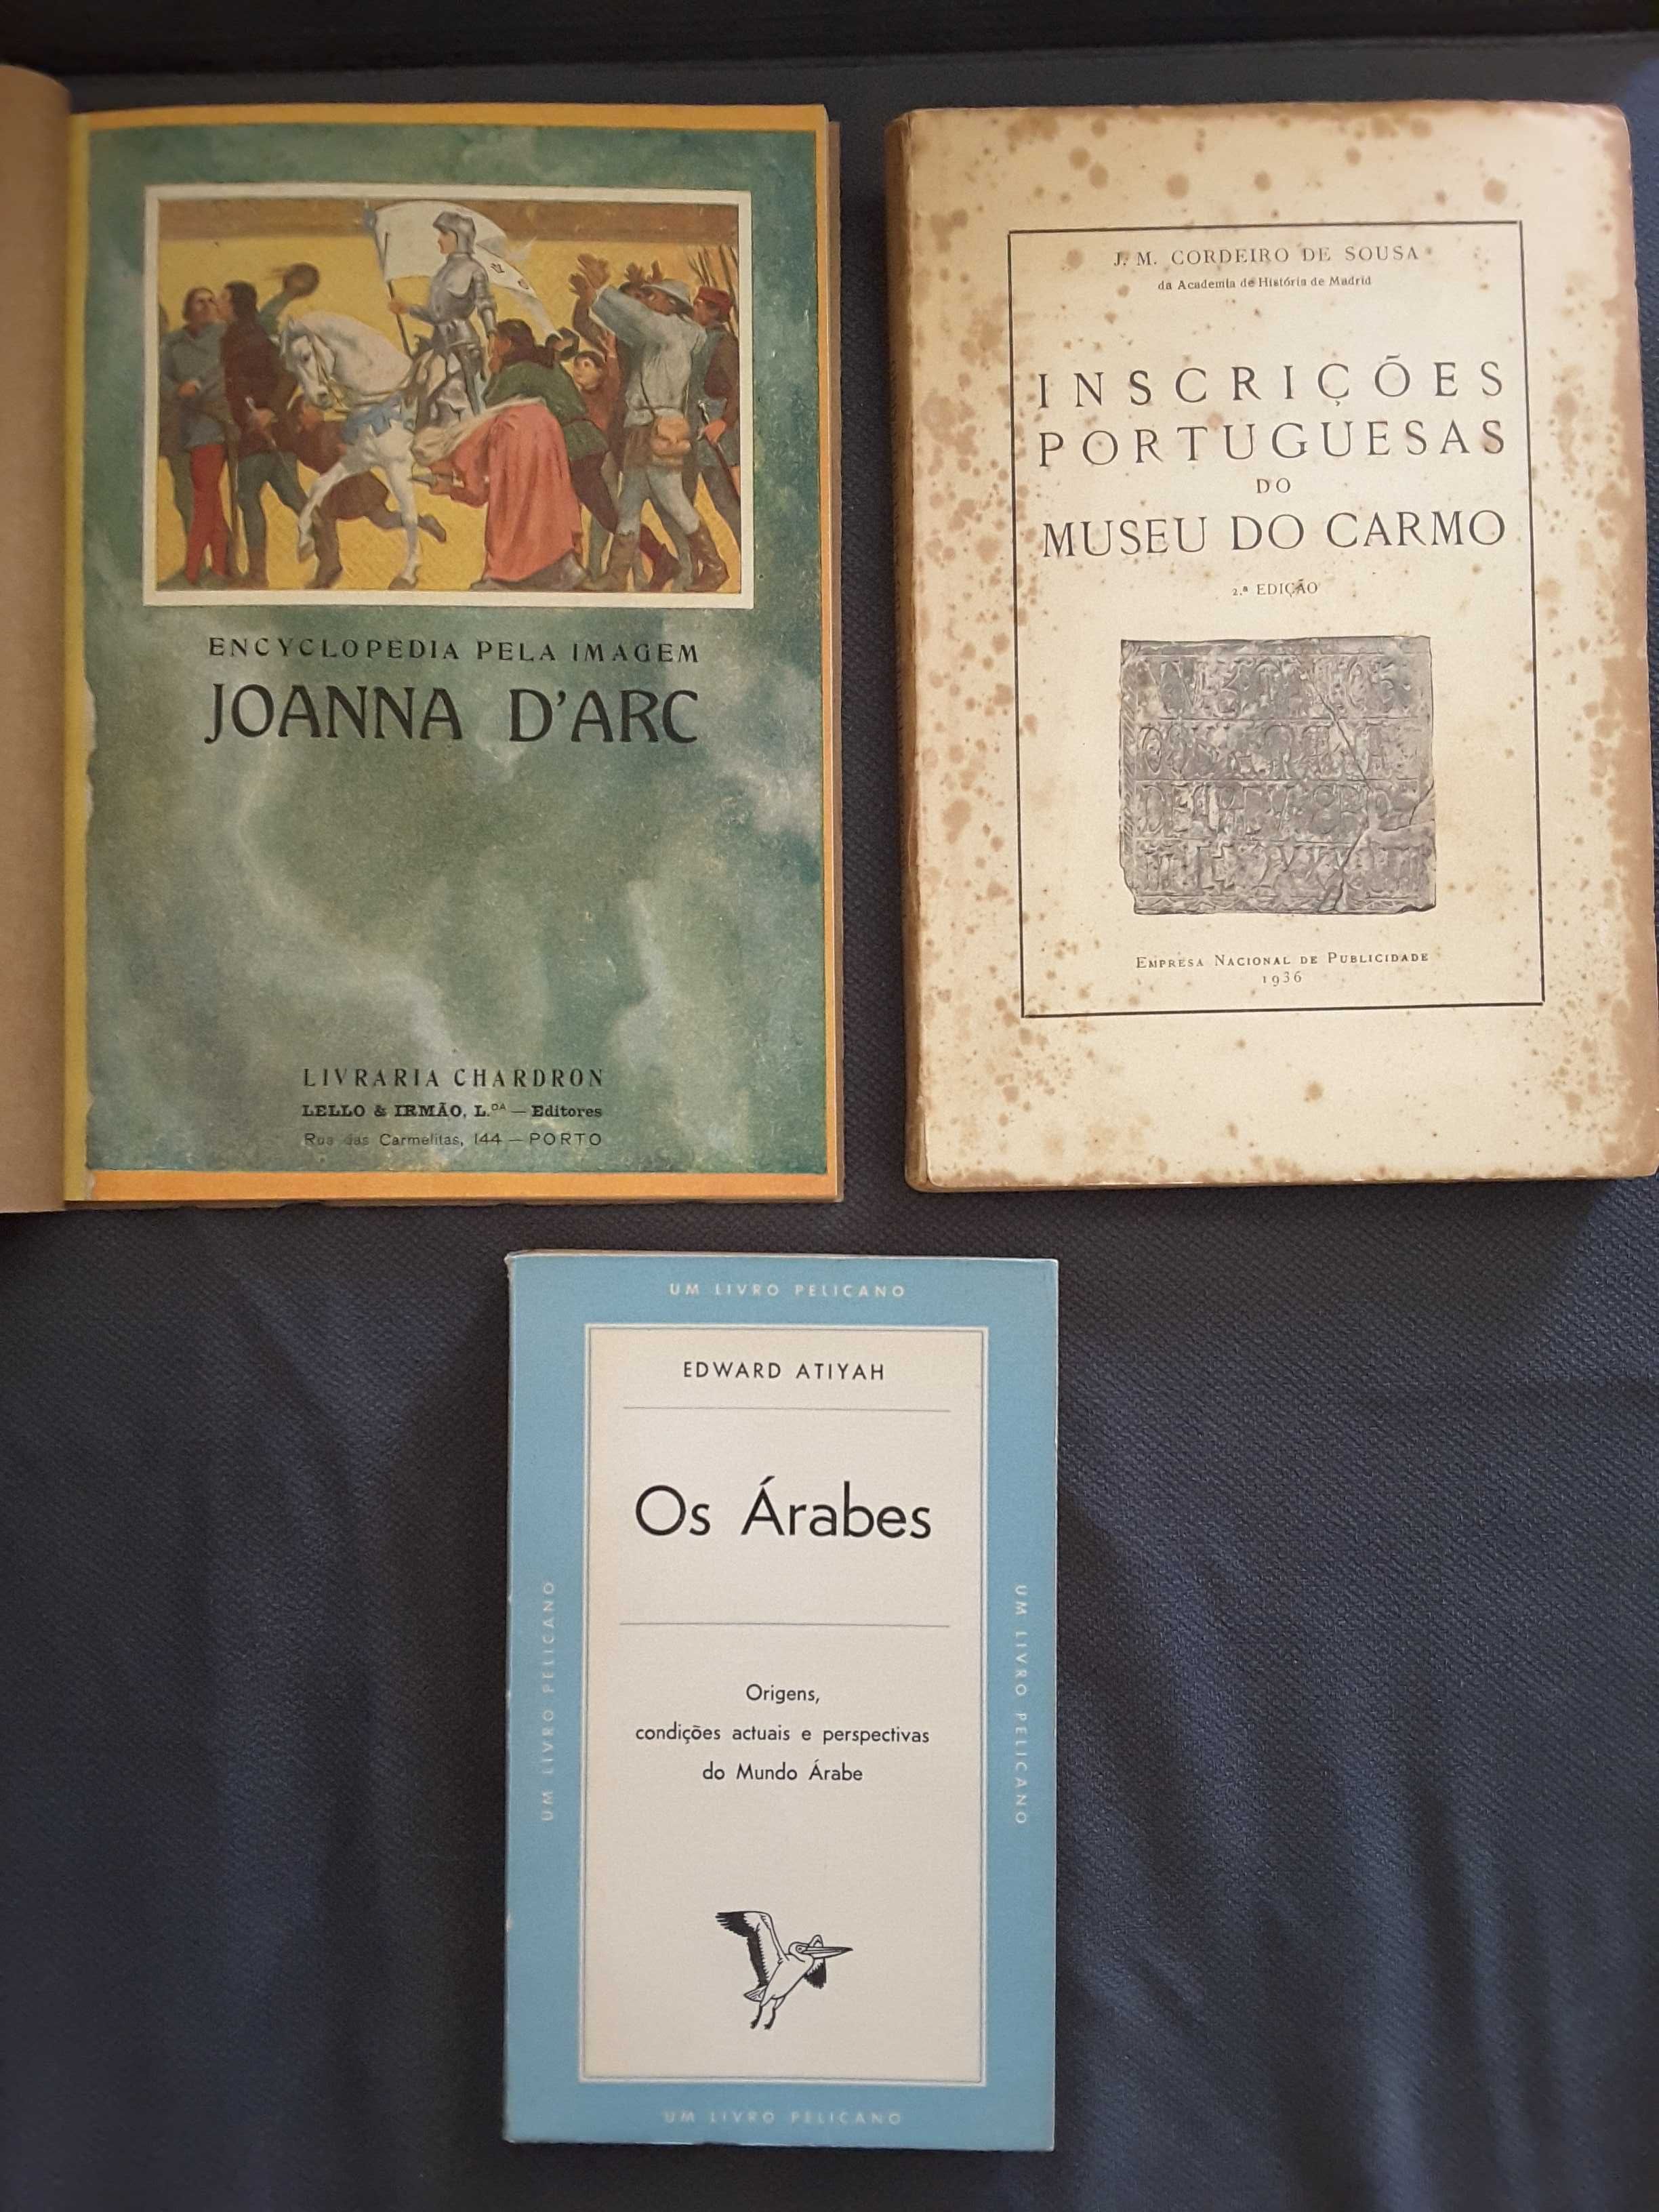 ENCYCLOPEDIA PELA IMAGEM
JOANNA D'ARC
LIVRARIA CHARDRON
LELLO & IRMÃO, L.DA — Editores
Rua das Carmelitas, 144 — PORTO
J. M. CORDEIRO DE SOUSA
da Academia de História de Madrid
INSCRIÇÕES
PORTUGUESAS
DO
MUSEU DO CARMO
2.ª EDIÇÃO
EMPRESA NACIONAL DE PUBLICIDADE
1936
UM LIVRO PELICANO
EDWARD ATIYAH
Os Árabes
Origens,
condições actuais e perspectivas
do Mundo Árabe
UM LIVRO PELICANO
UM LIVRO PELICANO
UM LIVRO PELICANO